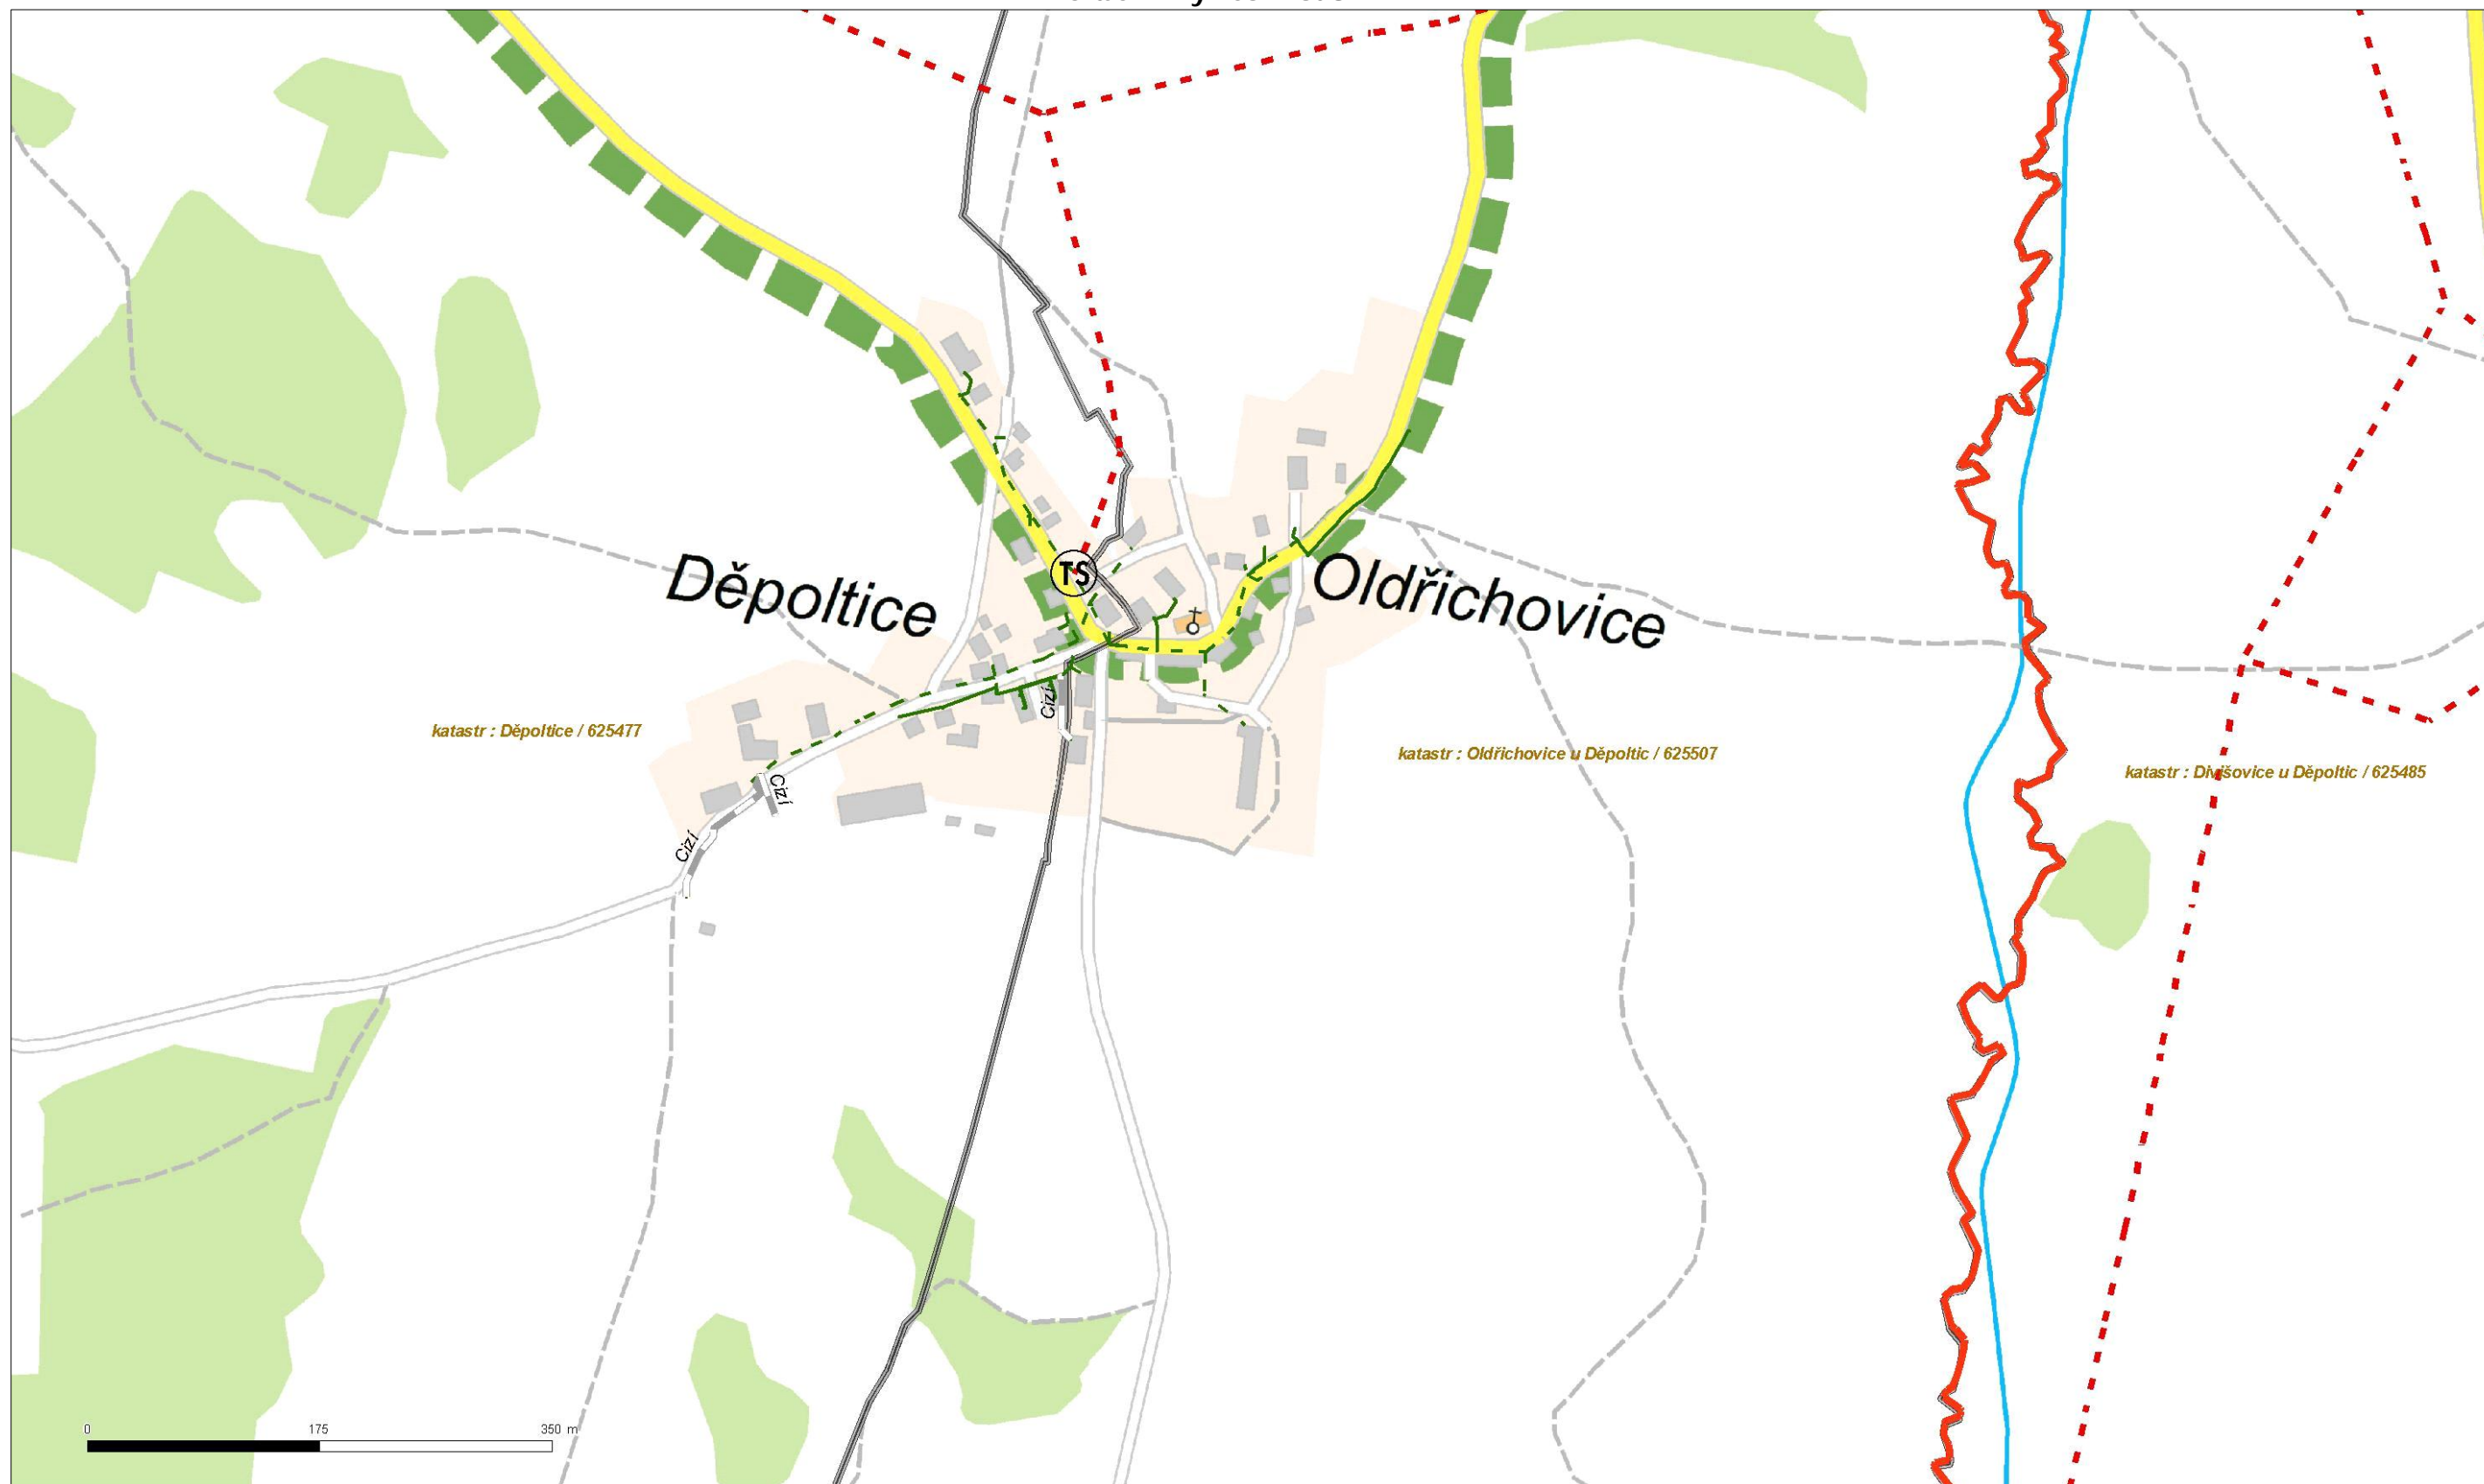 Děpoltice
TS
Oldřichovice
Cizí
katastr : Děpoltice / 625477
katastr : Oldřichovice u Děpoltic / 625507
katastr : Divišovice u Děpoltic / 625485
Cizí
Cizí
0 175 350 m